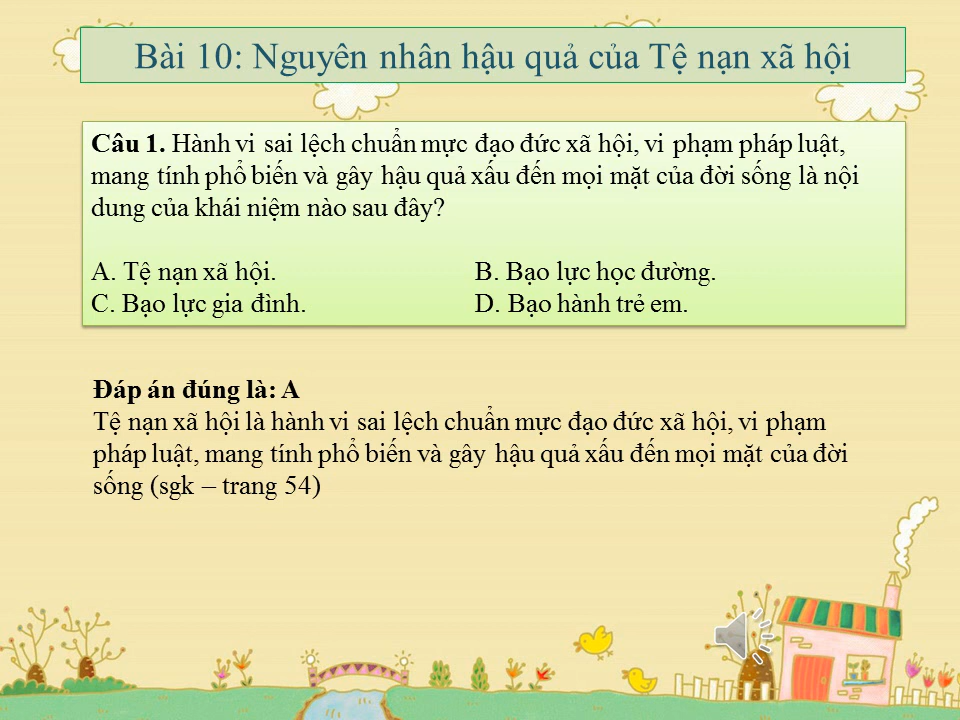 Bài 10: Nguyên nhân hậu quả của Tệ nạn xã hội
Câu 1. Hành vi sai lệch chuẩn mực đạo đức xã hội, vi phạm pháp luật,
mang tính phổ biến và gây hậu quả xấu đến mọi mặt của đời sống là nội
dung của khái niệm nào sau đây?
A. Tệ nạn xã hội. B. Bạo lực học đường.
C. Bạo lực gia đình. D. Bạo hành trẻ em.
Đáp án đúng là: A
Tệ nạn xã hội là hành vi sai lệch chuẩn mực đạo đức xã hội, vi phạm
pháp luật, mang tính phổ biến và gây hậu quả xấu đến mọi mặt của đời
sống (sgk – trang 54)